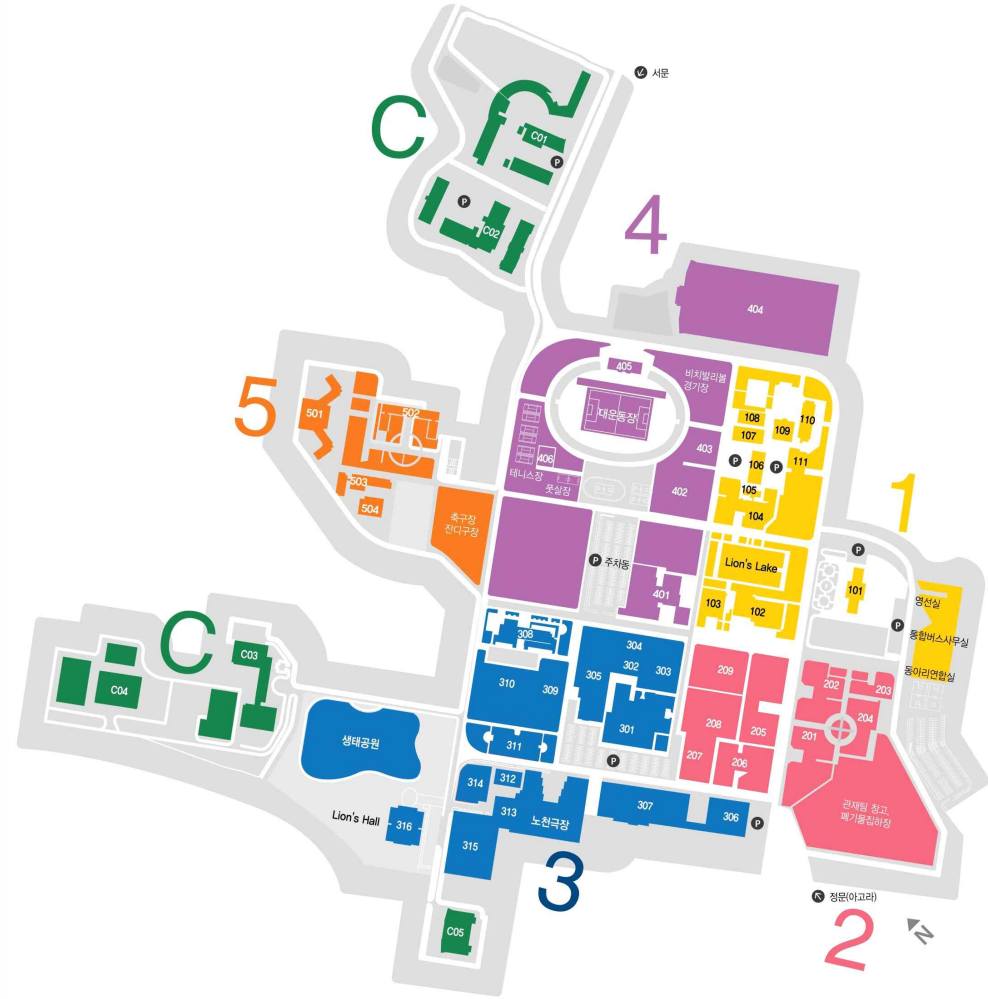 서문
C
C01
P
P
C02
4
404
405
비치발리볼
경기장
대운동장
403
406
테니스장
풋살장
402
P 주차동
401
108
110
107
109
P
106
P
111
105
104
Lion's Lake
103
102
1
P
101
P
영선실
통합버스사무실
동아리연합실
5
501
502
503
504
축구장
잔디구장
C
C03
C04
생태공원
308
310
309
311
304
302
303
305
301
P
209
208
205
207
206
202
203
204
201
관재팀 창고,
폐기물집하장
314
312
313
노천극장
307
306
P
Lion's Hall
316
315
3
C05
정문(아고라)
2
N